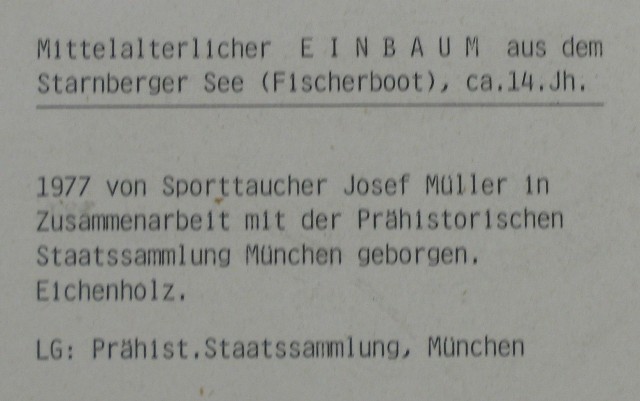 Mittelalterlicher E I N B A U M aus dem
Starnberger See (Fischerboot), ca.14.Jh.
1977 von Sporttaucher Josef Müller in
Zusammenarbeit mit der Prähistorischen
Staatssammlung München geborgen.
Eichenholz.
LG: Prähist.Staatssammlung, München